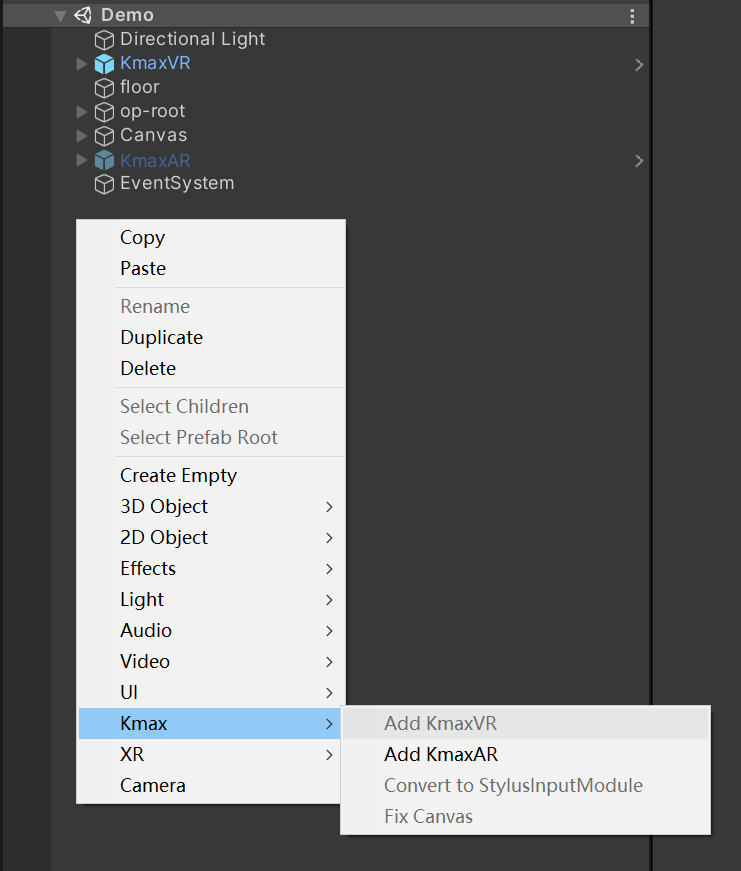 Demo
Directional Light
KmaxVR
floor
op-root
Canvas
KmaxAR
EventSystem
Copy
Paste
Rename
Duplicate
Delete
Select Children
Select Prefab Root
Create Empty
3D Object
2D Object
Effects
Light
Audio
Video
UI
Kmax
XR
Camera
Add KmaxVR
Add KmaxAR
Convert to StylusInputModule
Fix Canvas